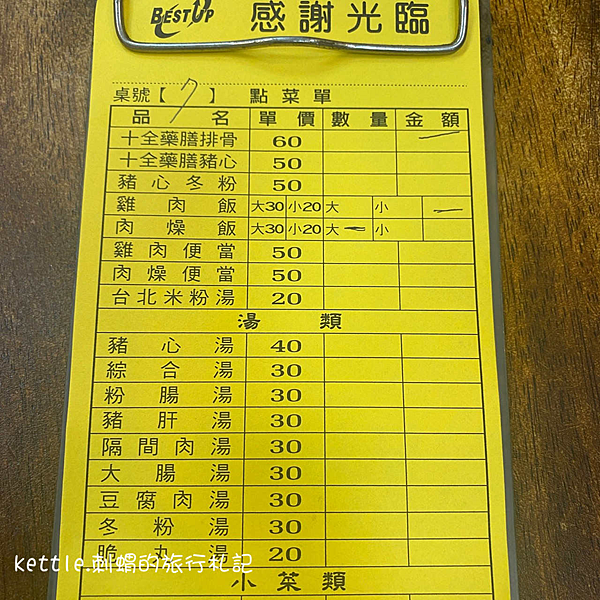 BEST UP 感謝光臨
桌號【7】 點菜單
品名 單價 數量 金額
十全藥膳排骨 60
十全藥膳豬心 50
豬心冬粉 50
雞肉飯 大30 小20 大 小
肉燥飯 大30 小20 大 小
雞肉便當 50
肉燥便當 50
台北米粉湯 20
湯類
豬心湯 40
綜合湯 30
粉腸湯 30
豬肝湯 30
隔間肉湯 30
大腸湯 30
豆腐肉湯 30
冬粉湯 30
脆丸湯 20
kettle.刺蝟的旅行札記
小菜類